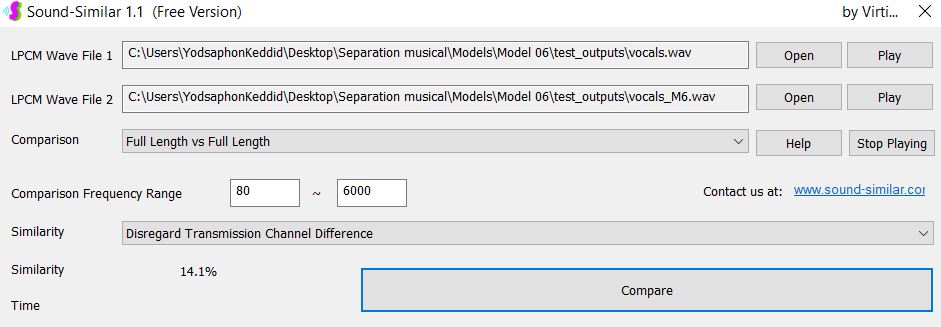 Sound-Similar 1.1 (Free Version) by Virti...
LPCM Wave File 1 C:\Users\YodsaphonKeddid\Desktop\Separation musical\Models\Model 06\test_outputs\vocals.wav Open Play
LPCM Wave File 2 C:\Users\YodsaphonKeddid\Desktop\Separation musical\Models\Model 06\test_outputs\vocals_M6.wav Open Play
Comparison Full Length vs Full Length Help Stop Playing
Comparison Frequency Range 80 ~ 6000 Contact us at: www.sound-similar.cor
Similarity Disregard Transmission Channel Difference
Similarity 14.1% Compare
Time